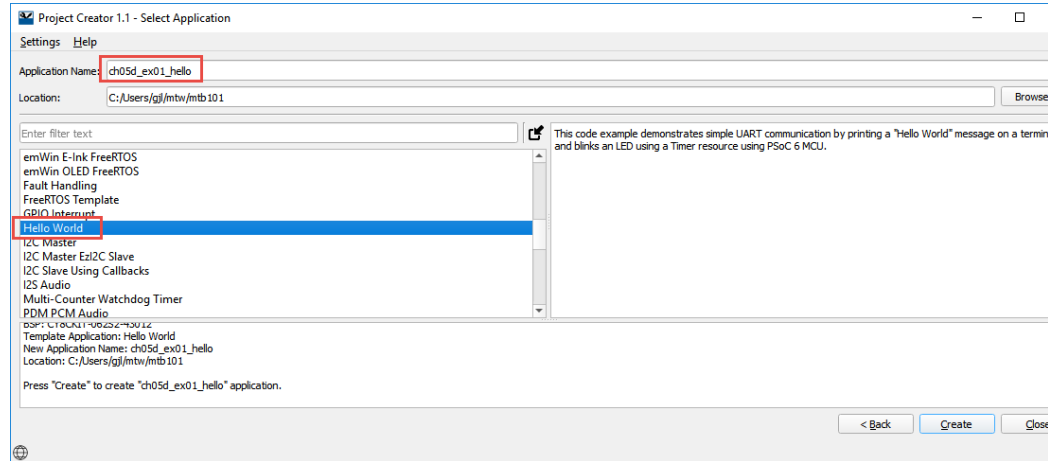 Project Creator 1.1 - Select Application
Settings Help
Application Name: ch05d_ex01_hello
Location: C:/Users/gjl/mtw/mtb101 Browse
Enter filter text
This code example demonstrates simple UART communication by printing a "Hello World" message on a termin
and blinks an LED using a Timer resource using PSoC 6 MCU.
emWin E-Ink FreeRTOS
emWin OLED FreeRTOS
Fault Handling
FreeRTOS Template
GPIO Interrupt
Hello World
I2C Master
I2C Master EzI2C Slave
I2C Slave Using Callbacks
I2S Audio
Multi-Counter Watchdog Timer
PDM PCM Audio
BSP: CY8CKIT-062S2-43012
Template Application: Hello World
New Application Name: ch05d_ex01_hello
Location: C:/Users/gjl/mtw/mtb101
Press "Create" to create "ch05d_ex01_hello" application.
< Back Create Close